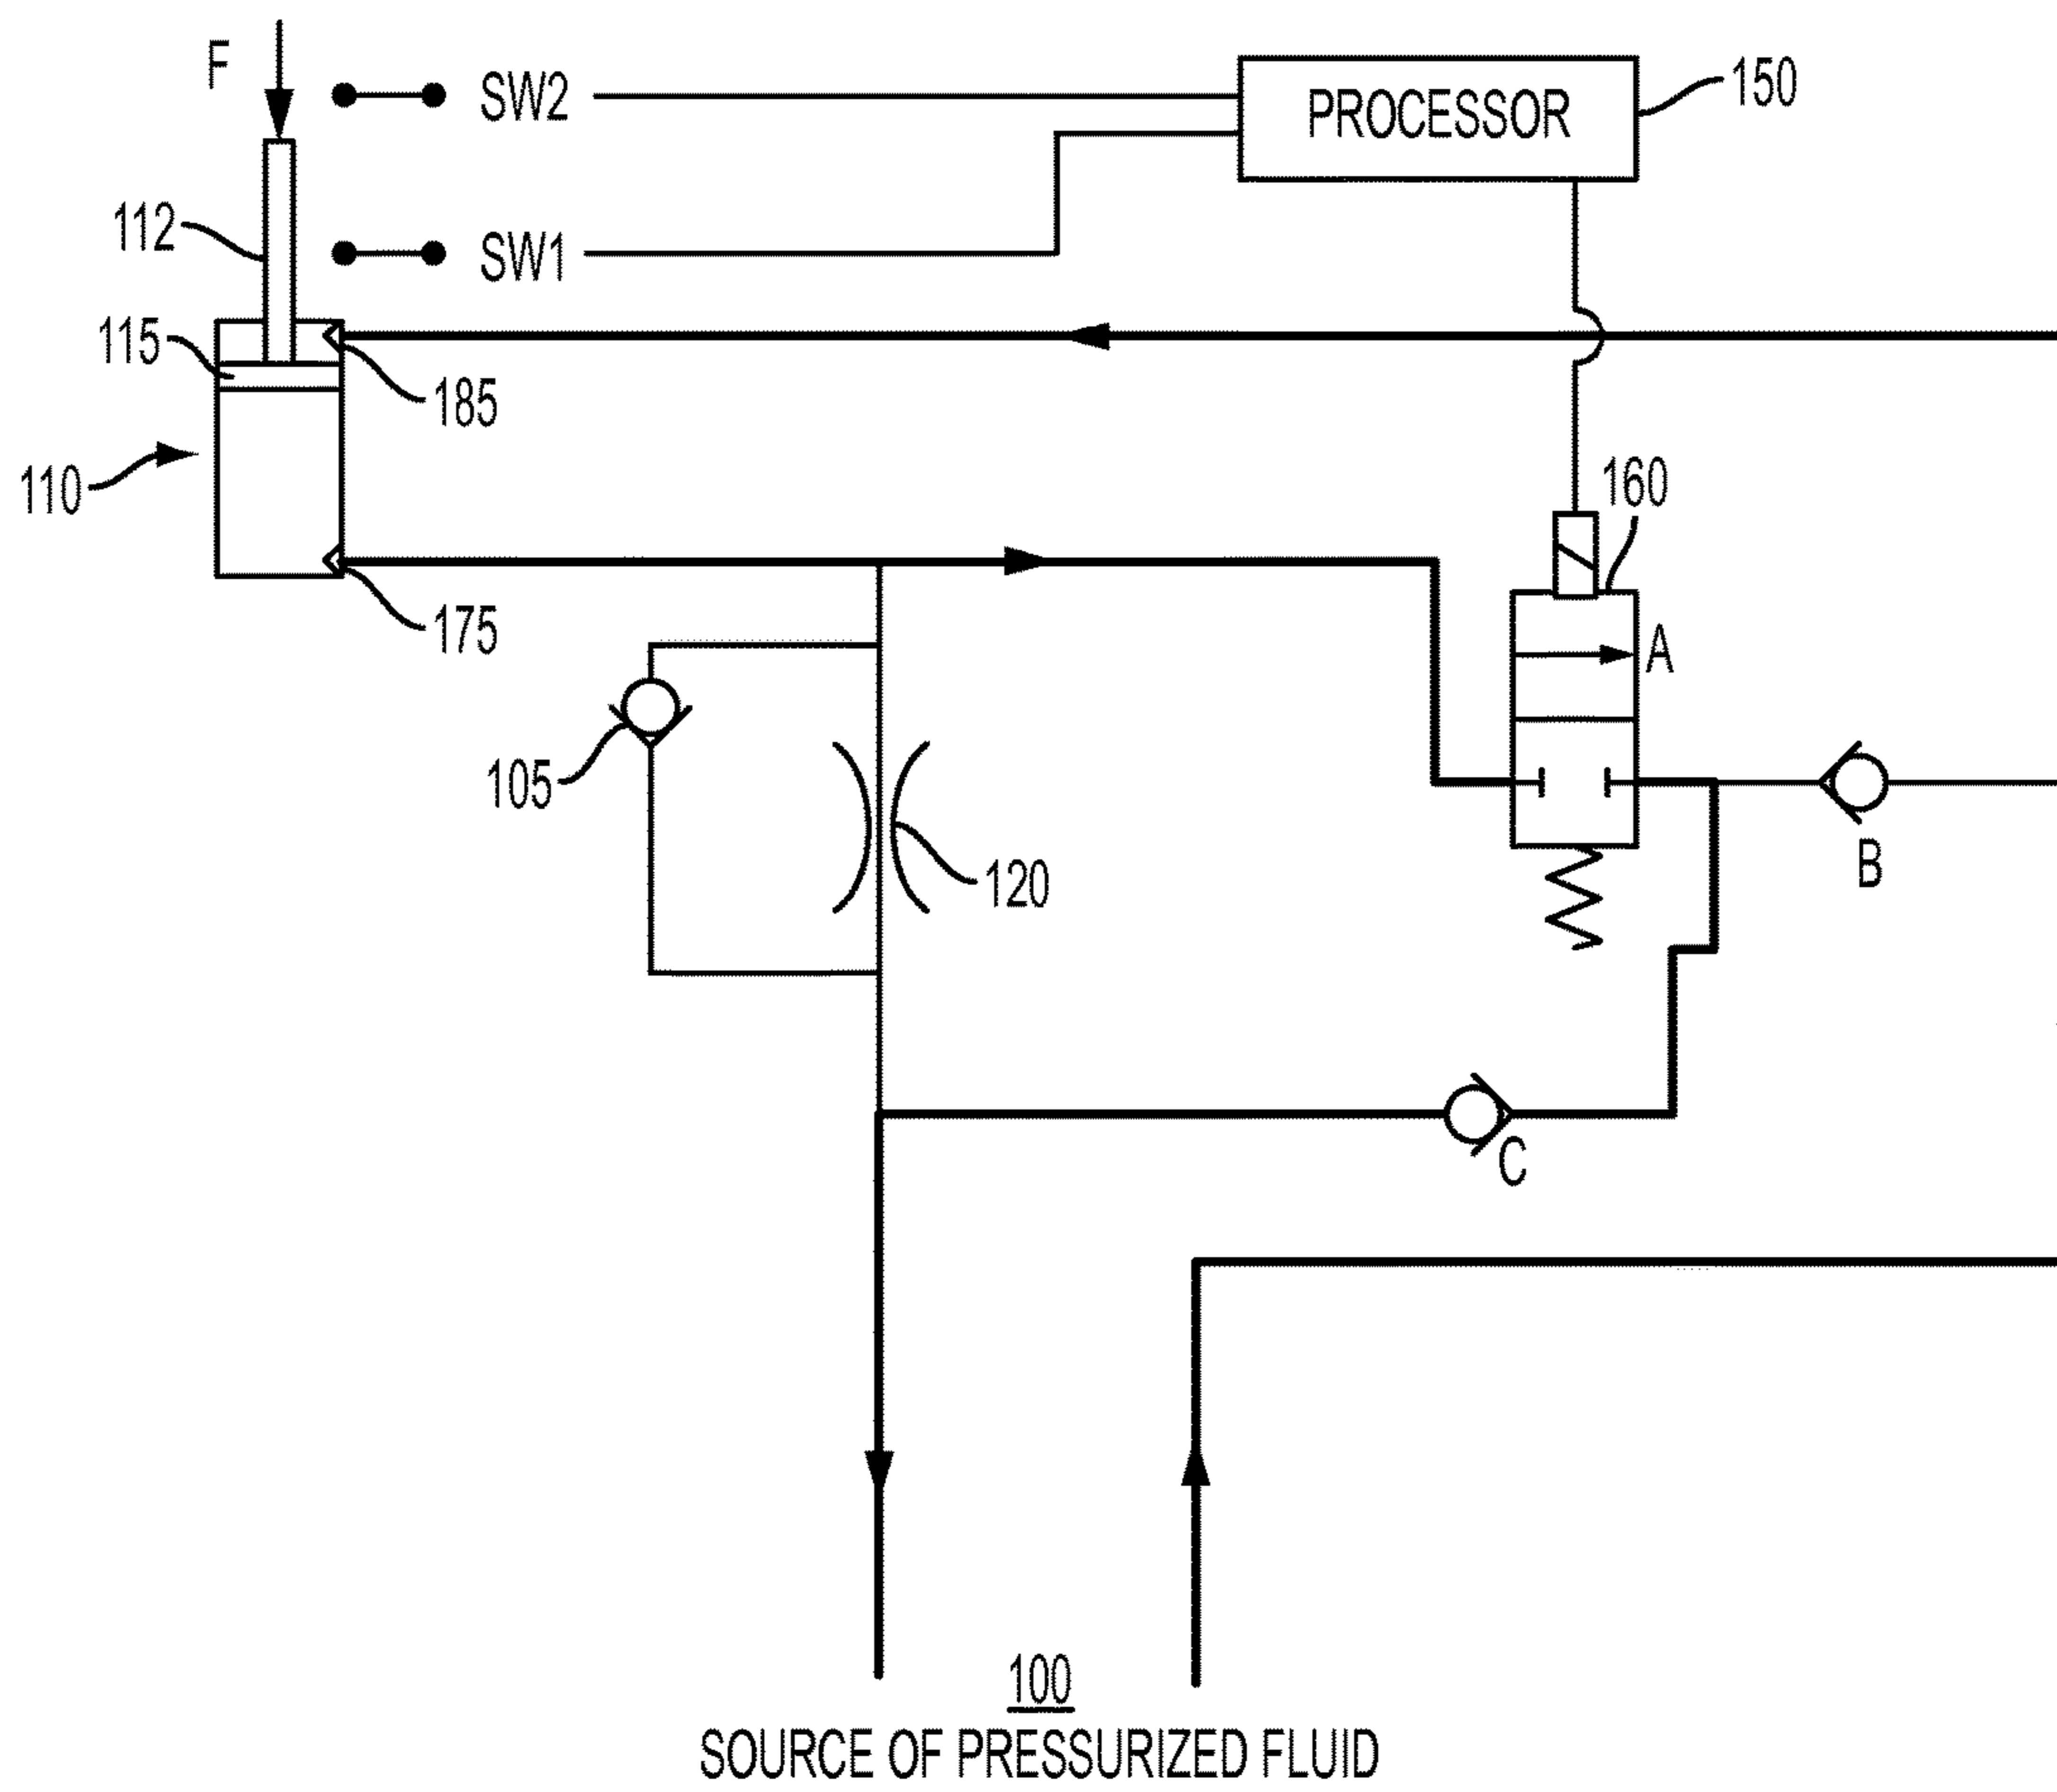 F
SW2
PROCESSOR
150
112
SW1
115
185
110
160
175
A
105
120
B
C
100
SOURCE OF PRESSURIZED FLUID